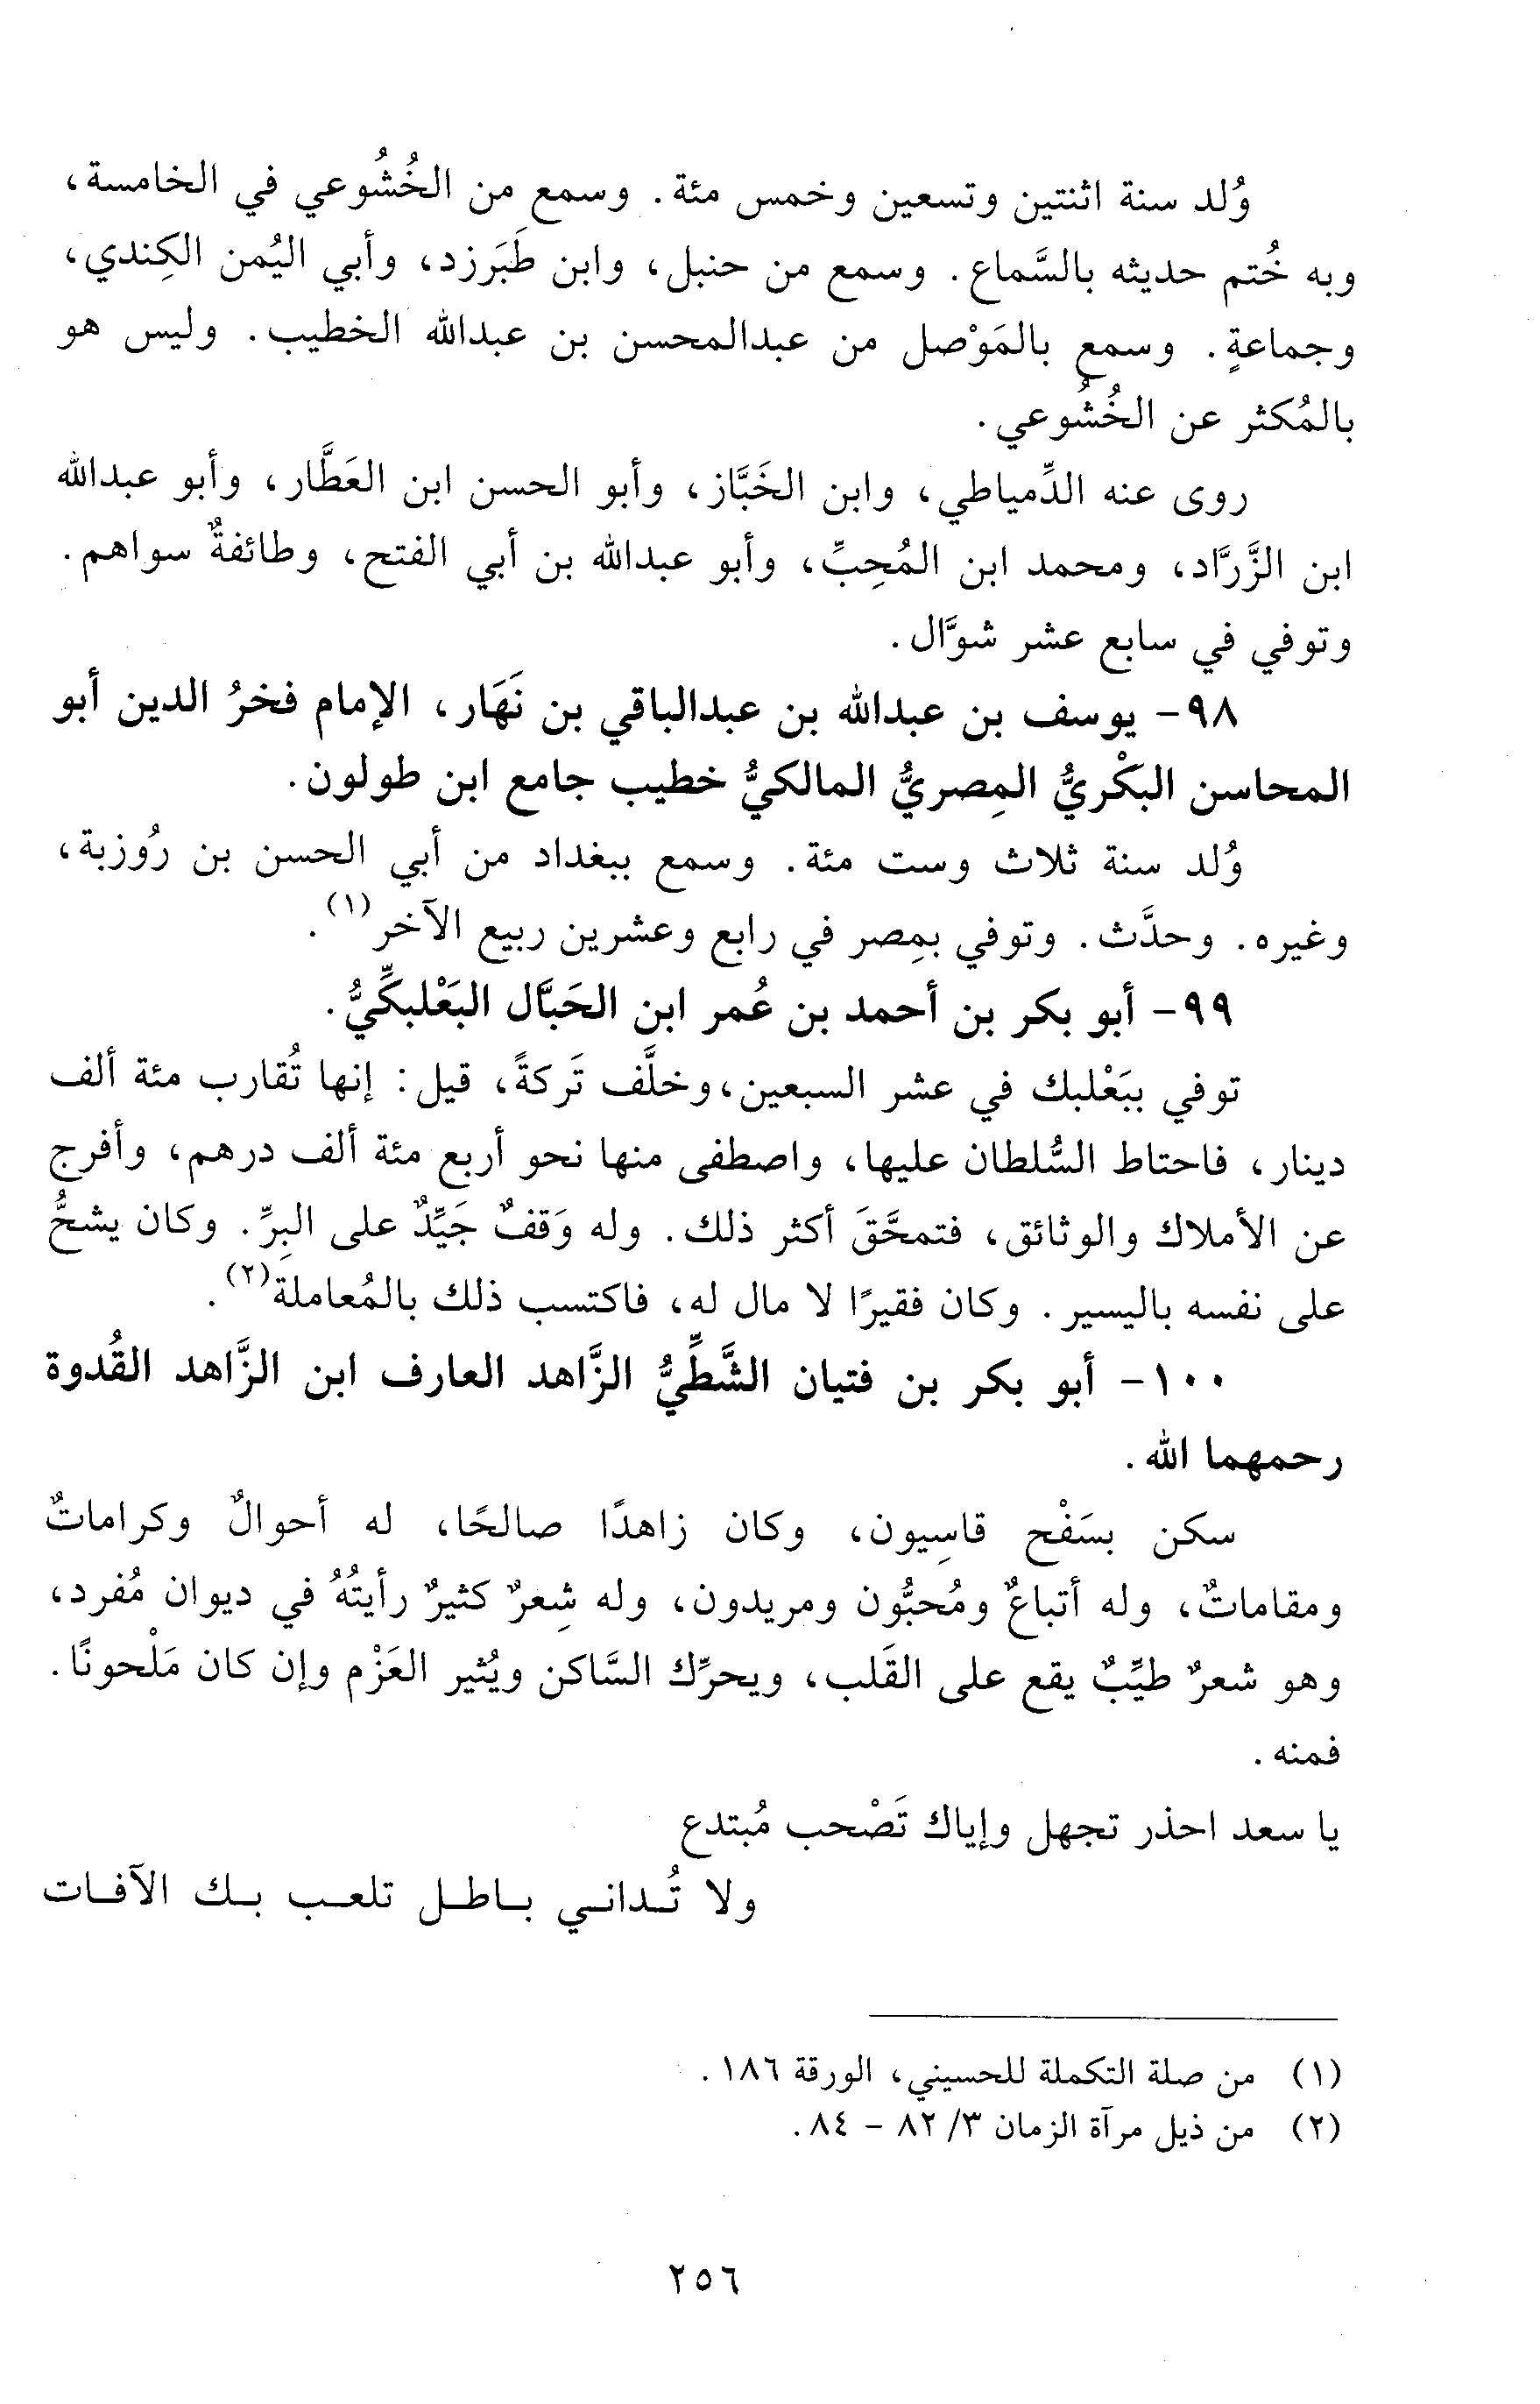 وُلد سنة اثنتين وتسعين وخمس مئة. وسمع من الخُشُوعي في الخامسة،
وبه خُتم حديثه بالسَّماع. وسمع من حنبل، وابن طَبَرزد، وأبي اليُمن الكِندي،
وجماعةٍ. وسمع بالمَوْصل من عبدالمحسن بن عبدالله الخطيب. وليس هو
بالمُكثر عن الخُشُوعي.
روى عنه الدِّمياطي، وابن الخَبَّاز، وأبو الحسن ابن العَطَّار، وأبو عبدالله
ابن الزَّرَّاد، ومحمد ابن المُحِبِّ، وأبو عبدالله بن أبي الفتح، وطائفةٌ سواهم.
وتوفي في سابع عشر شوَّال.
٩٨- يوسف بن عبدالله بن عبدالباقي بن نَهَار، الإمام فخرُ الدين أبو
المحاسن البكْريُّ المِصريُّ المالكيُّ خطيب جامع ابن طولون.
وُلد سنة ثلاث وست مئة. وسمع ببغداد من أبي الحسن بن رُوزبة،
وغيره. وحدَّث. وتوفي بمِصر في رابع وعشرين ربيع الآخر(١).
٩٩- أبو بكر بن أحمد بن عُمر ابن الحَبَّال البَعْلبكِّيُّ.
توفي ببَعْلبك في عشر السبعين،وخلَّف تَركةً، قيل: إنها تُقارب مئة ألف
دينار، فاحتاط السُّلطان عليها، واصطفى منها نحو أربع مئة ألف درهم، وأفرج
عن الأملاك والوثائق، فتمحَّقَ أكثر ذلك. وله وَقفٌ جَيِّدٌ على البِرِّ. وكان يشحُّ
على نفسه باليسير. وكان فقيرًا لا مال له، فاكتسب ذلك بالمُعاملة(٢).
١٠٠- أبو بكر بن فتيان الشَّطِّيُّ الزَّاهد العارف ابن الزَّاهد القُدوة
رحمهما الله.
سكن بسَفْح قاسِيون، وكان زاهدًا صالحًا، له أحوالٌ وكراماتٌ
ومقاماتٌ، وله أتباعٌ ومُحبُّون ومريدون، وله شِعرٌ كثيرٌ رأيتُهُ في ديوان مُفرد،
وهو شعرٌ طيِّبٌ يقع على القَلب، ويحرِّك السَّاكن ويُثير العَزْم وإن كان مَلْحونًا.
فمنه.
يا سعد احذر تجهل وإياك تَصْحب مُبتدع
ولا تُداني باطل تلعب بك الآفات
(١) من صلة التكملة للحسيني، الورقة ١٨٦.
(٢) من ذيل مرآة الزمان ٣/ ٨٢ – ٨٤.
٢٥٦